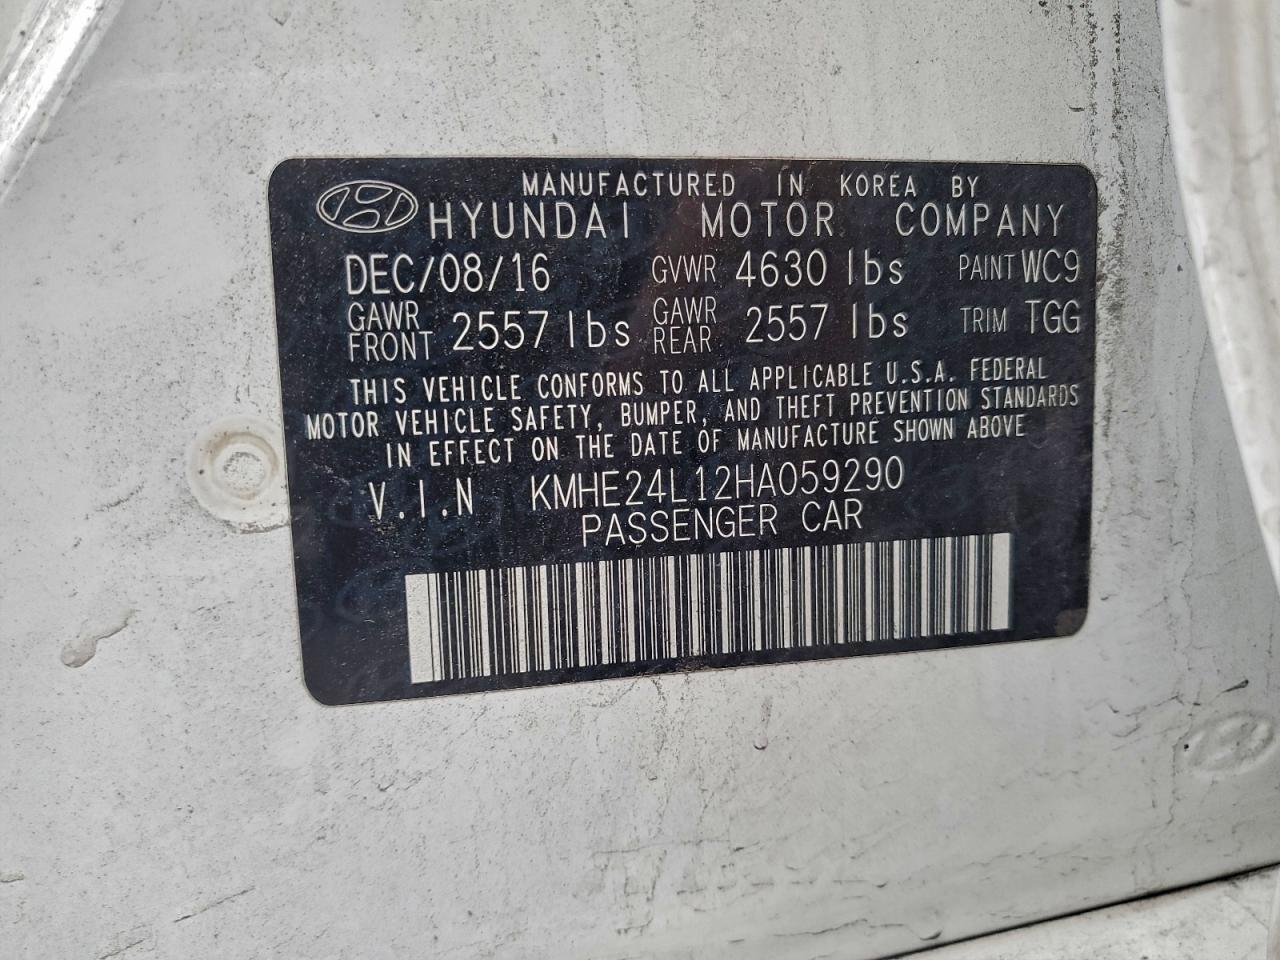 MANUFACTURED IN KOREA BY
HYUNDAI MOTOR COMPANY
DEC/08/16 GVWR 4630 lbs PAINT WC9
GAWR FRONT 2557 lbs GAWR REAR 2557 lbs TRIM TGG
THIS VEHICLE CONFORMS TO ALL APPLICABLE U.S.A. FEDERAL
MOTOR VEHICLE SAFETY, BUMPER, AND THEFT PREVENTION STANDARDS
IN EFFECT ON THE DATE OF MANUFACTURE SHOWN ABOVE
V.I.N KMHE24L12HA059290
PASSENGER CAR